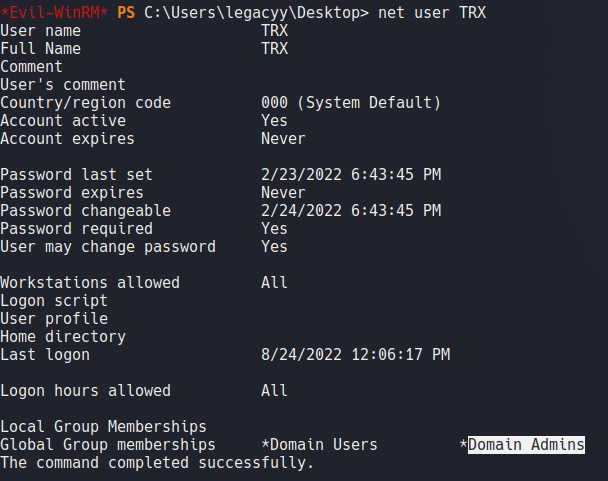 *Evil-WinRM* PS C:\Users\legacyy\Desktop> net user TRX
User name                    TRX
Full Name                    TRX
Comment
User's comment
Country/region code          000 (System Default)
Account active               Yes
Account expires              Never

Password last set            2/23/2022 6:43:45 PM
Password expires             Never
Password changeable          2/24/2022 6:43:45 PM
Password required            Yes
User may change password     Yes

Workstations allowed         All
Logon script
User profile
Home directory
Last logon                   8/24/2022 12:06:17 PM

Logon hours allowed          All

Local Group Memberships
Global Group memberships     *Domain Users         *Domain Admins
The command completed successfully.